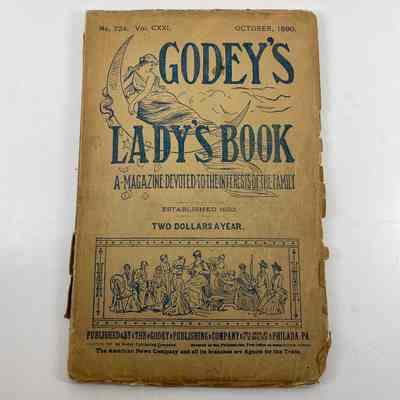 No. 724. Vol. CXXI. OCTOBER, 1890.
GODEY'S
LADY'S BOOK
A MAGAZINE DEVOTED TO THE INTERESTS OF THE FAMILY
ESTABLISHED 1830.
TWO DOLLARS A YEAR.
PUBLISHED BY THE GODEY PUBLISHING COMPANY PHILADA. PA.
The American News Company and all its branches are Agents for the Trade.